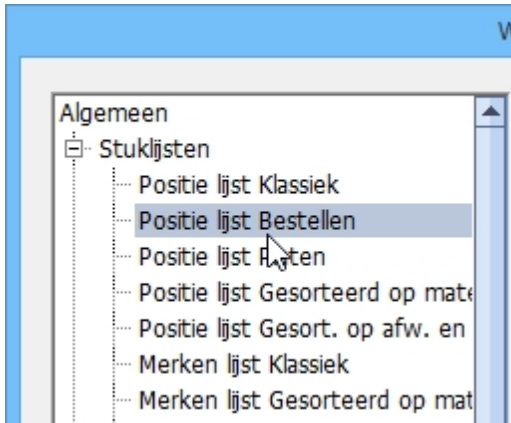 Algemeen
Stuklijsten
Positie lijst Klassiek
Positie lijst Bestellen
Positie lijst
Positie lijst Gesorteerd op mate
Positie lijst Gesort. op afw. en
Merken lijst Klassiek
Merken lijst Gesorteerd op mat